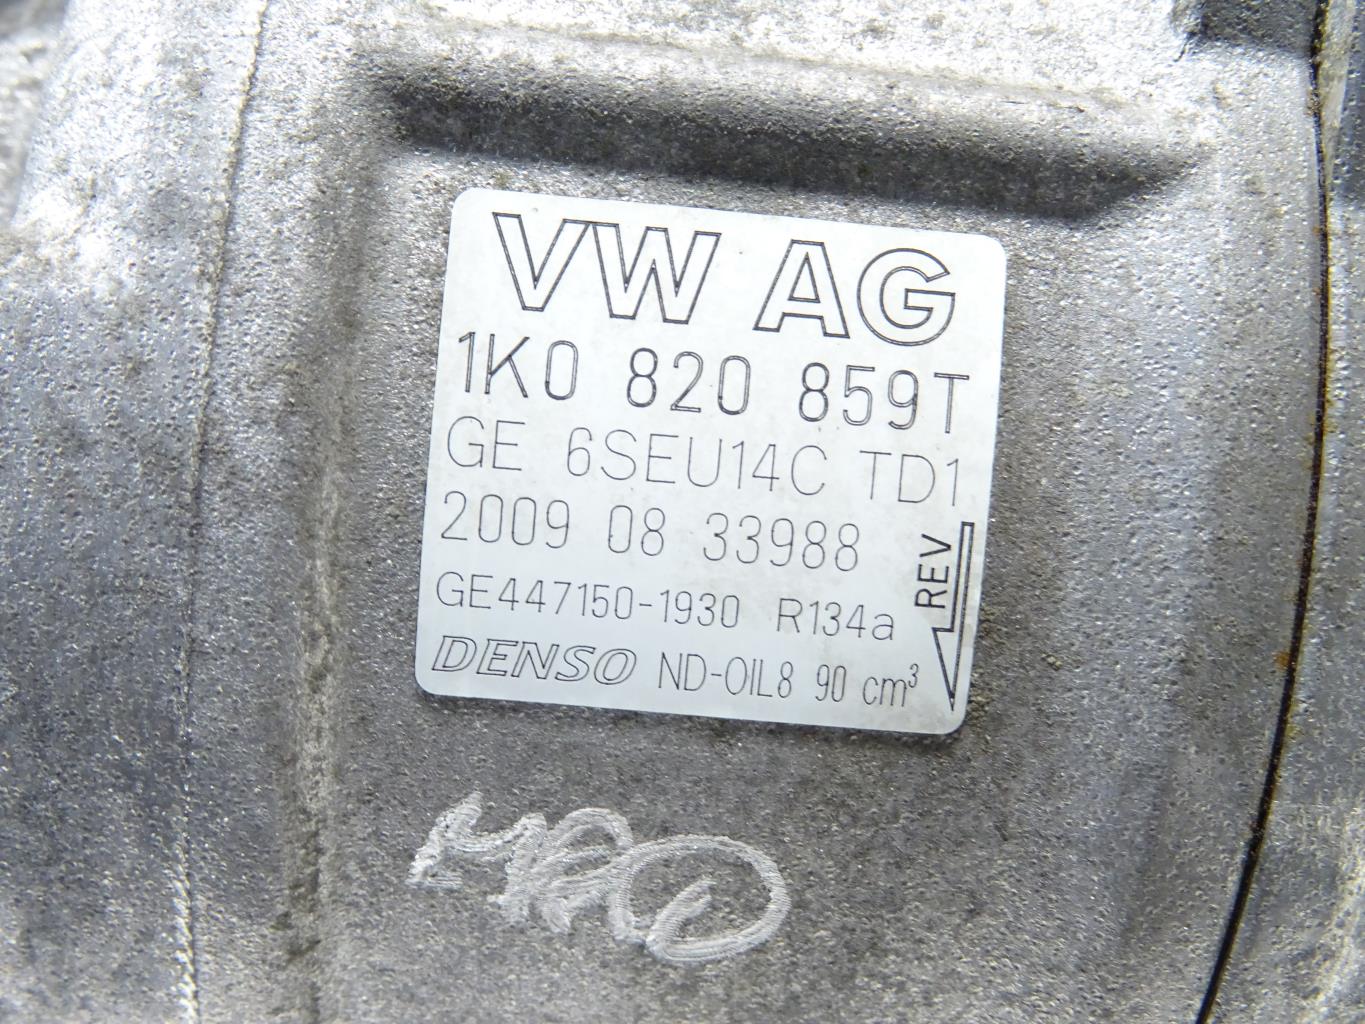 VW AG
1K0 820 859T
GE 6SEU14C TD1
2009 08 33988
GE447150-1930 R134a
REV
DENSO ND-OIL8 90 cm³